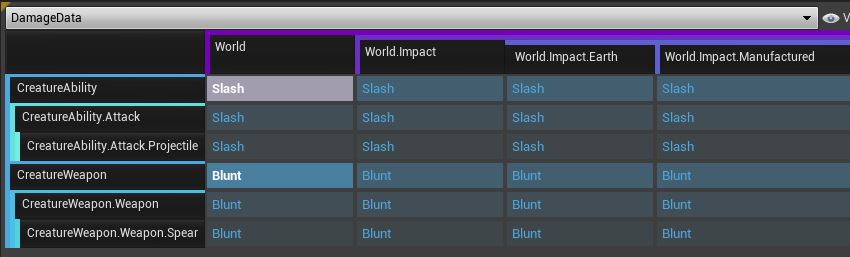 DamageData
World World.Impact World.Impact.Earth World.Impact.Manufactured
CreatureAbility Slash Slash Slash Slash
CreatureAbility.Attack Slash Slash Slash Slash
CreatureAbility.Attack.Projectile Slash Slash Slash Slash
CreatureWeapon Blunt Blunt Blunt Blunt
CreatureWeapon.Weapon Blunt Blunt Blunt Blunt
CreatureWeapon.Weapon.Spear Blunt Blunt Blunt Blunt